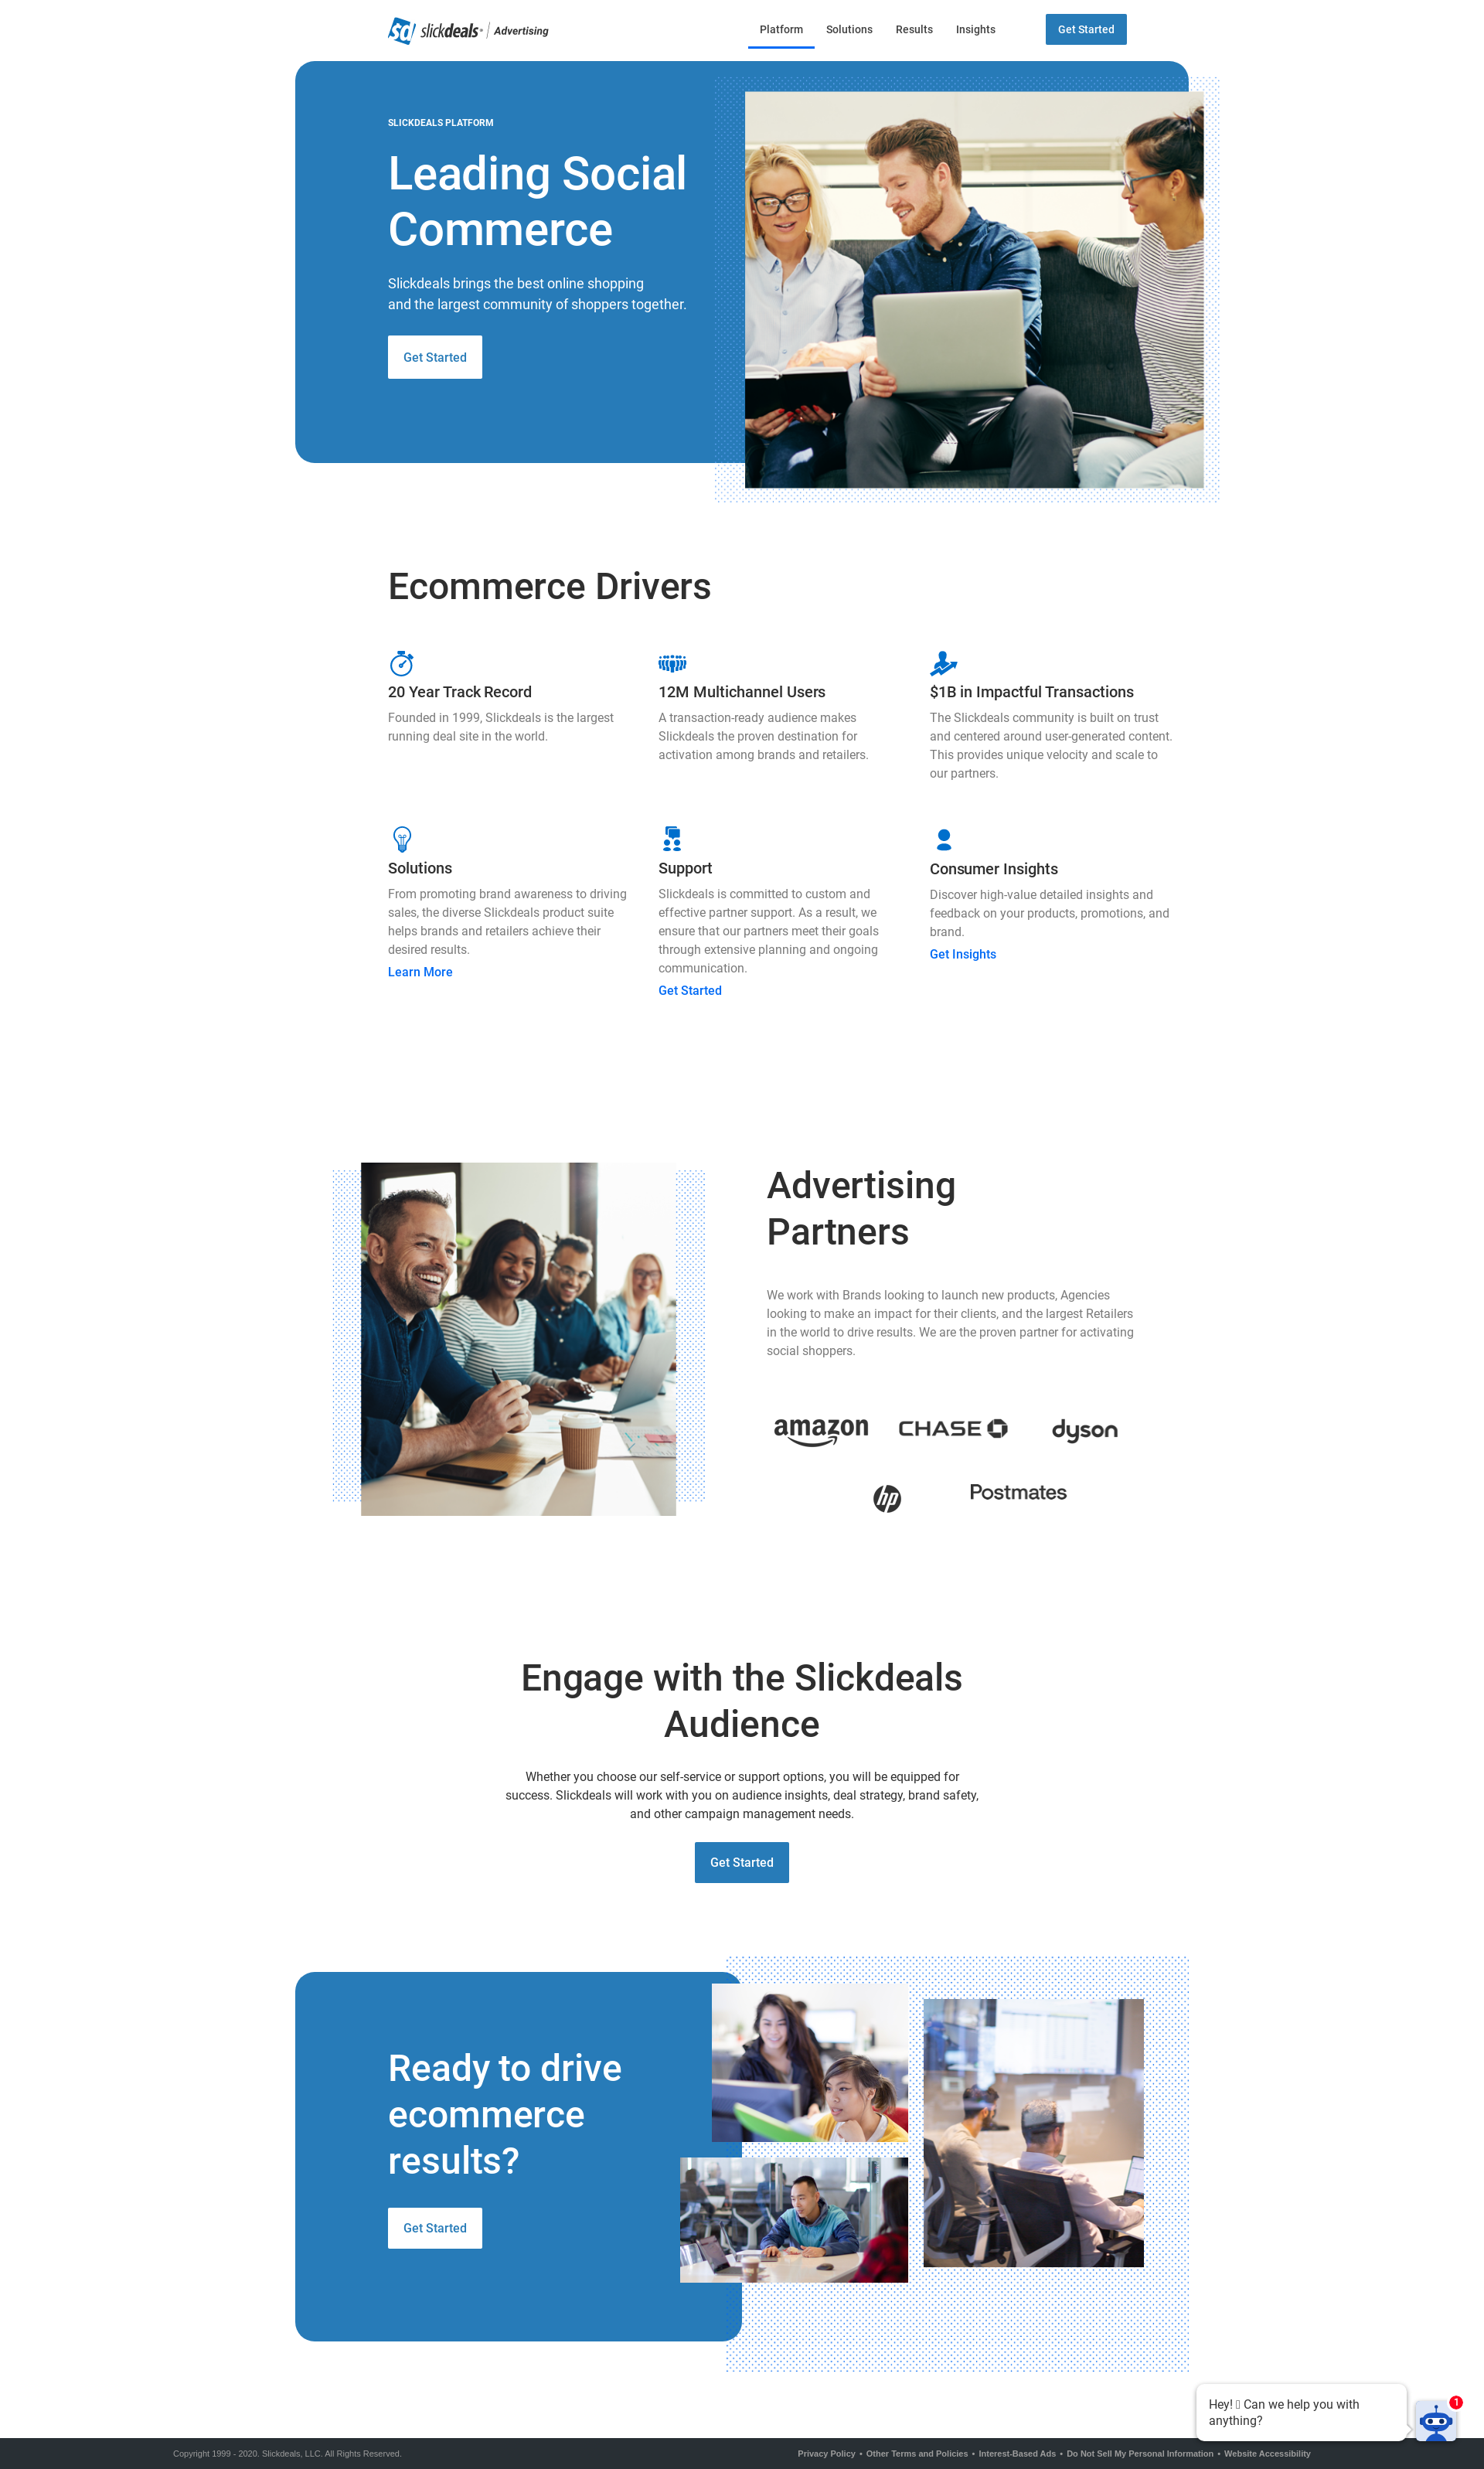 sd slickdeals Advertising
Platform Solutions Results Insights Get Started
SLICKDEALS PLATFORM
Leading Social
Commerce
Slickdeals brings the best online shopping
and the largest community of shoppers together.
Get Started
Ecommerce Drivers
20 Year Track Record
Founded in 1999, Slickdeals is the largest
running deal site in the world.
12M Multichannel Users
A transaction-ready audience makes
Slickdeals the proven destination for
activation among brands and retailers.
$1B in Impactful Transactions
The Slickdeals community is built on trust
and centered around user-generated content.
This provides unique velocity and scale to
our partners.
Solutions
From promoting brand awareness to driving
sales, the diverse Slickdeals product suite
helps brands and retailers achieve their
desired results.
Learn More
Support
Slickdeals is committed to custom and
effective partner support. As a result, we
ensure that our partners meet their goals
through extensive planning and ongoing
communication.
Get Started
Consumer Insights
Discover high-value detailed insights and
feedback on your products, promotions, and
brand.
Get Insights
Advertising
Partners
We work with Brands looking to launch new products, Agencies
looking to make an impact for their clients, and the largest Retailers
in the world to drive results. We are the proven partner for activating
social shoppers.
amazon CHASE dyson
hp Postmates
Engage with the Slickdeals
Audience
Whether you choose our self-service or support options, you will be equipped for
success. Slickdeals will work with you on audience insights, deal strategy, brand safety,
and other campaign management needs.
Get Started
Ready to drive
ecommerce
results?
Get Started
Hey! Can we help you with
anything?
1
Copyright 1999 - 2020. Slickdeals, LLC. All Rights Reserved.
Privacy Policy • Other Terms and Policies • Interest-Based Ads • Do Not Sell My Personal Information • Website Accessibility